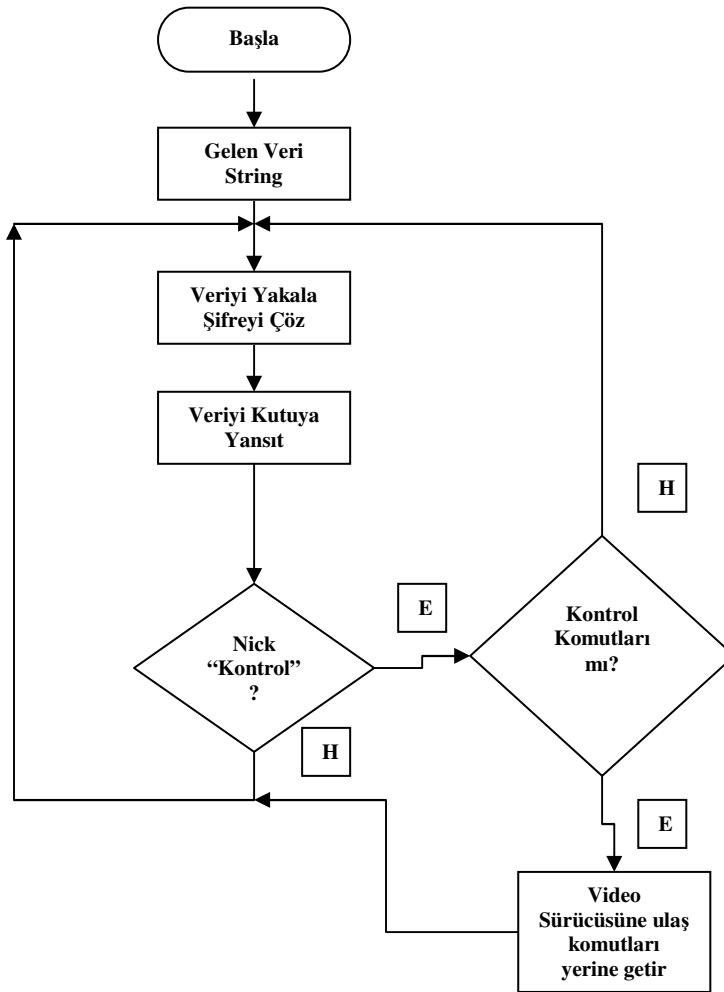 Başla
Gelen Veri
String
Veriyi Yakala
Şifreyi Çöz
Veriyi Kutuya
Yansıt
H
E
Kontrol
Komutları
mı?
Nick
“Kontrol”
?
H
E
Video
Sürücüsüne ulaş
komutları
yerine getir